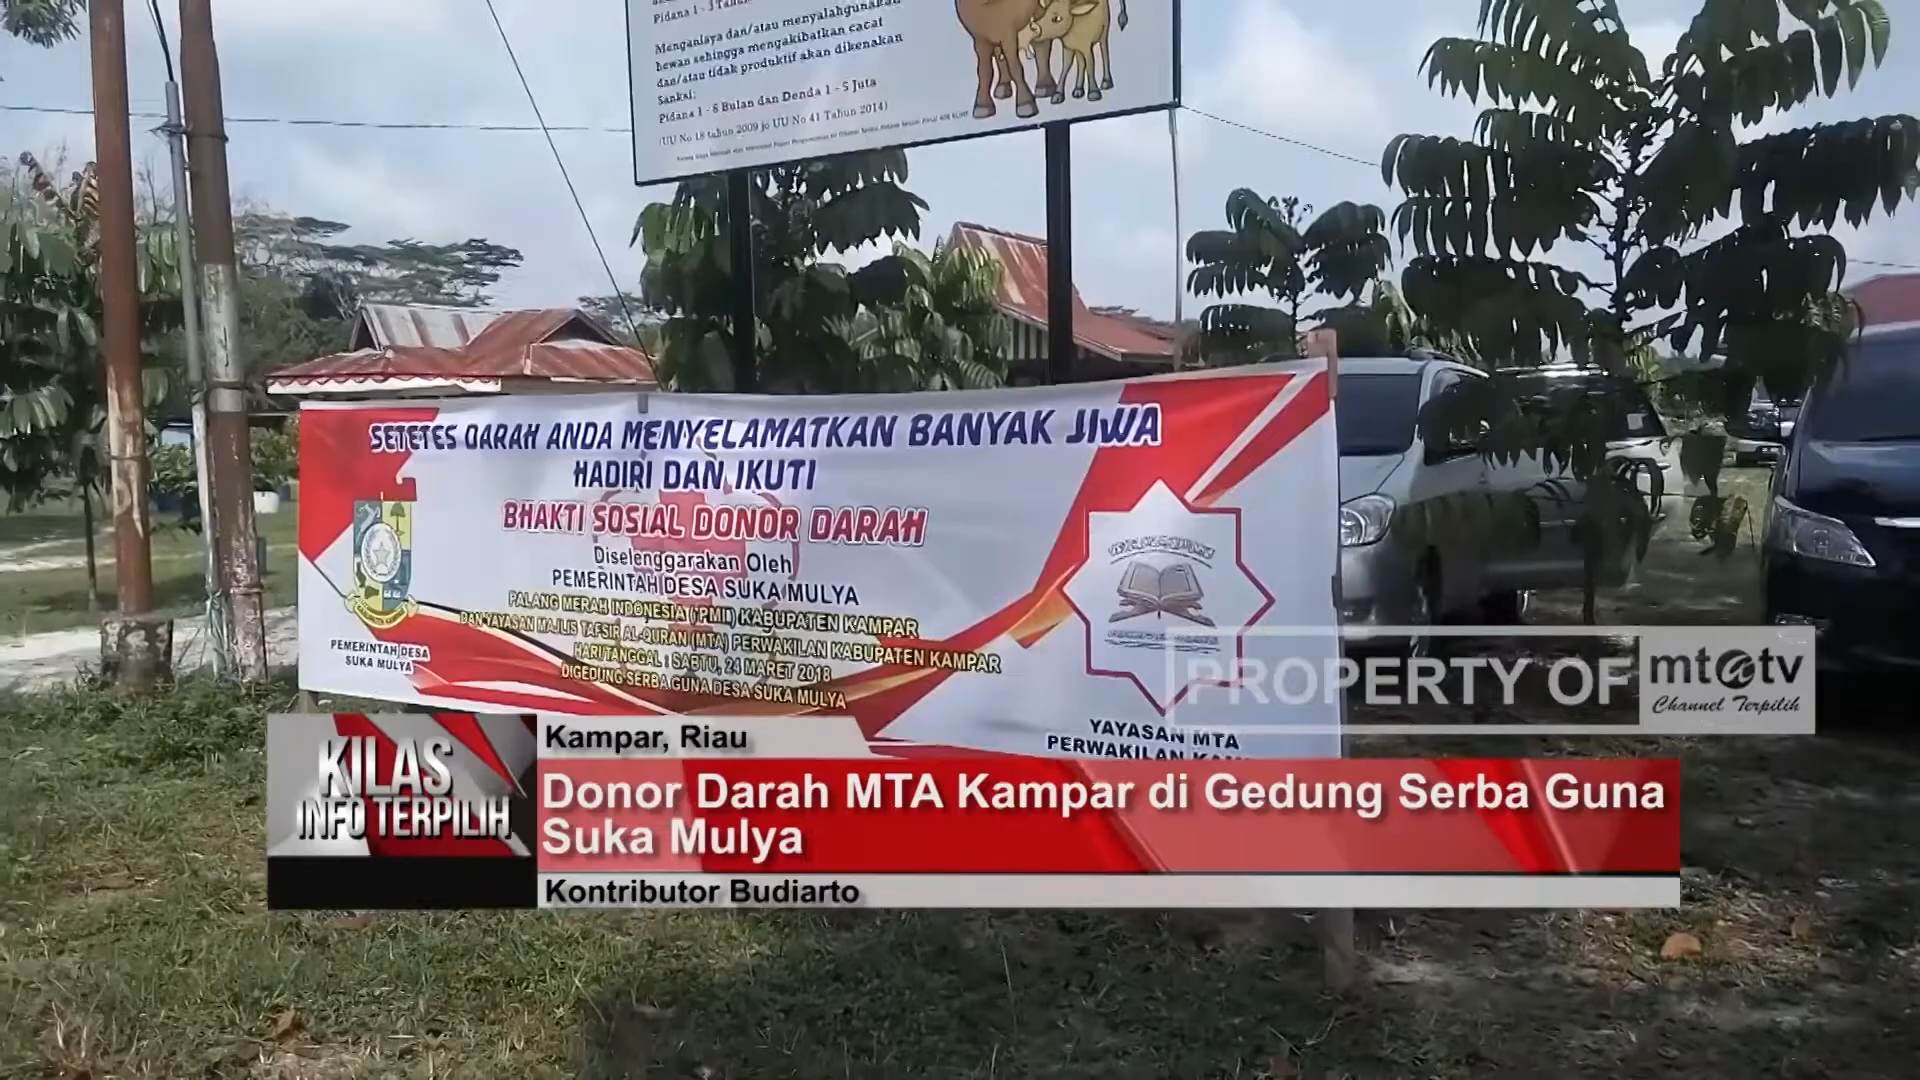 Pidana 1 - 3 Tahun
Menganiaya dan/atau menyalahgunakan
hewan sehingga mengakibatkan cacat
dan/atau tidak produktif akan dikenakan
Sanksi:
Pidana 1 - 8 Bulan dan Denda 1 - 5 Juta
(UU No 18 tahun 2009 jo UU No 41 Tahun 2014)
SETETES DARAH ANDA MENYELAMATKAN BANYAK JIWA
HADIRI DAN IKUTI
BHAKTI SOSIAL DONOR DARAH
Diselenggarakan Oleh
PEMERINTAH DESA SUKA MULYA
PALANG MERAH INDONESIA (PMI) KABUPATEN KAMPAR
DAN YAYASAN MAJLIS TAFSIR AL-QURAN (MTA) PERWAKILAN KABUPATEN KAMPAR
HARI/TANGGAL : SABTU, 24 MARET 2018
DIGEDUNG SERBA GUNA DESA SUKA MULYA
PEMERINTAH DESA
SUKA MULYA
YAYASAN MTA
PERWAKILAN
PROPERTY OF mt@tv
Channel Terpilih
KILAS
INFO TERPILIH
Kampar, Riau
Donor Darah MTA Kampar di Gedung Serba Guna
Suka Mulya
Kontributor Budiarto